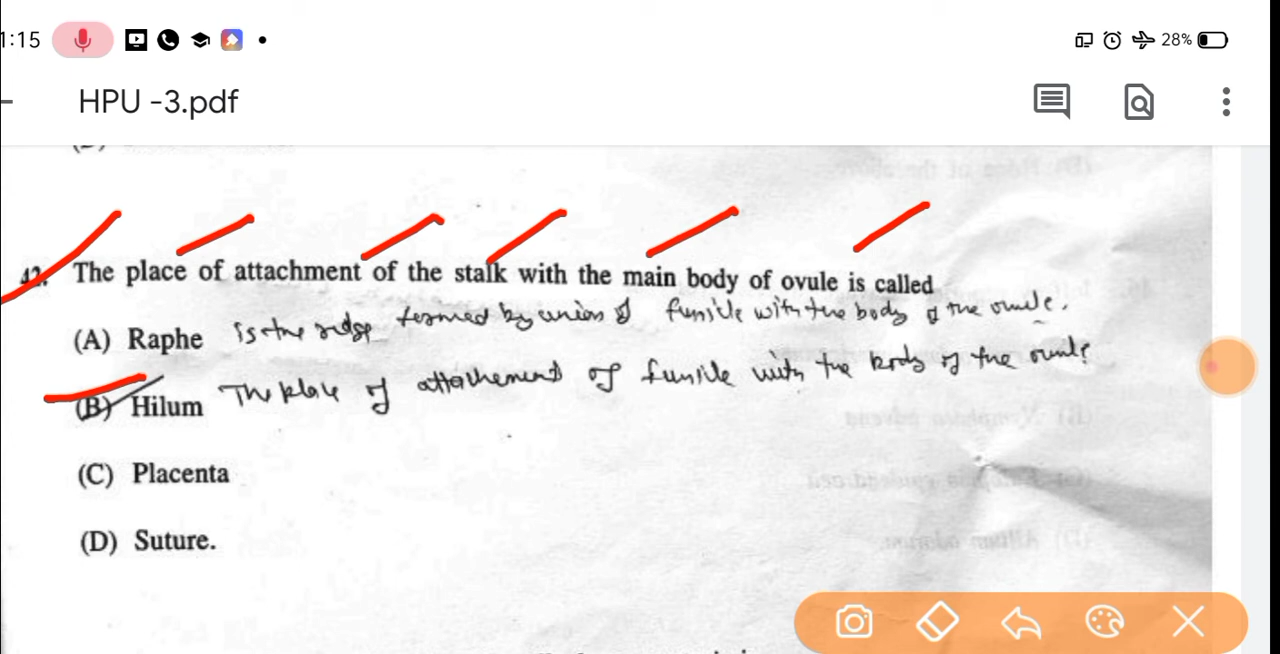 1:15 28%
HPU -3.pdf
42. The place of attachment of the stalk with the main body of ovule is called
(A) Raphe is the ridge formed by union of funicle with the body of the ovule.
(B) Hilum The place of attachement of funicle with the body of the ovule
(C) Placenta
(D) Suture.